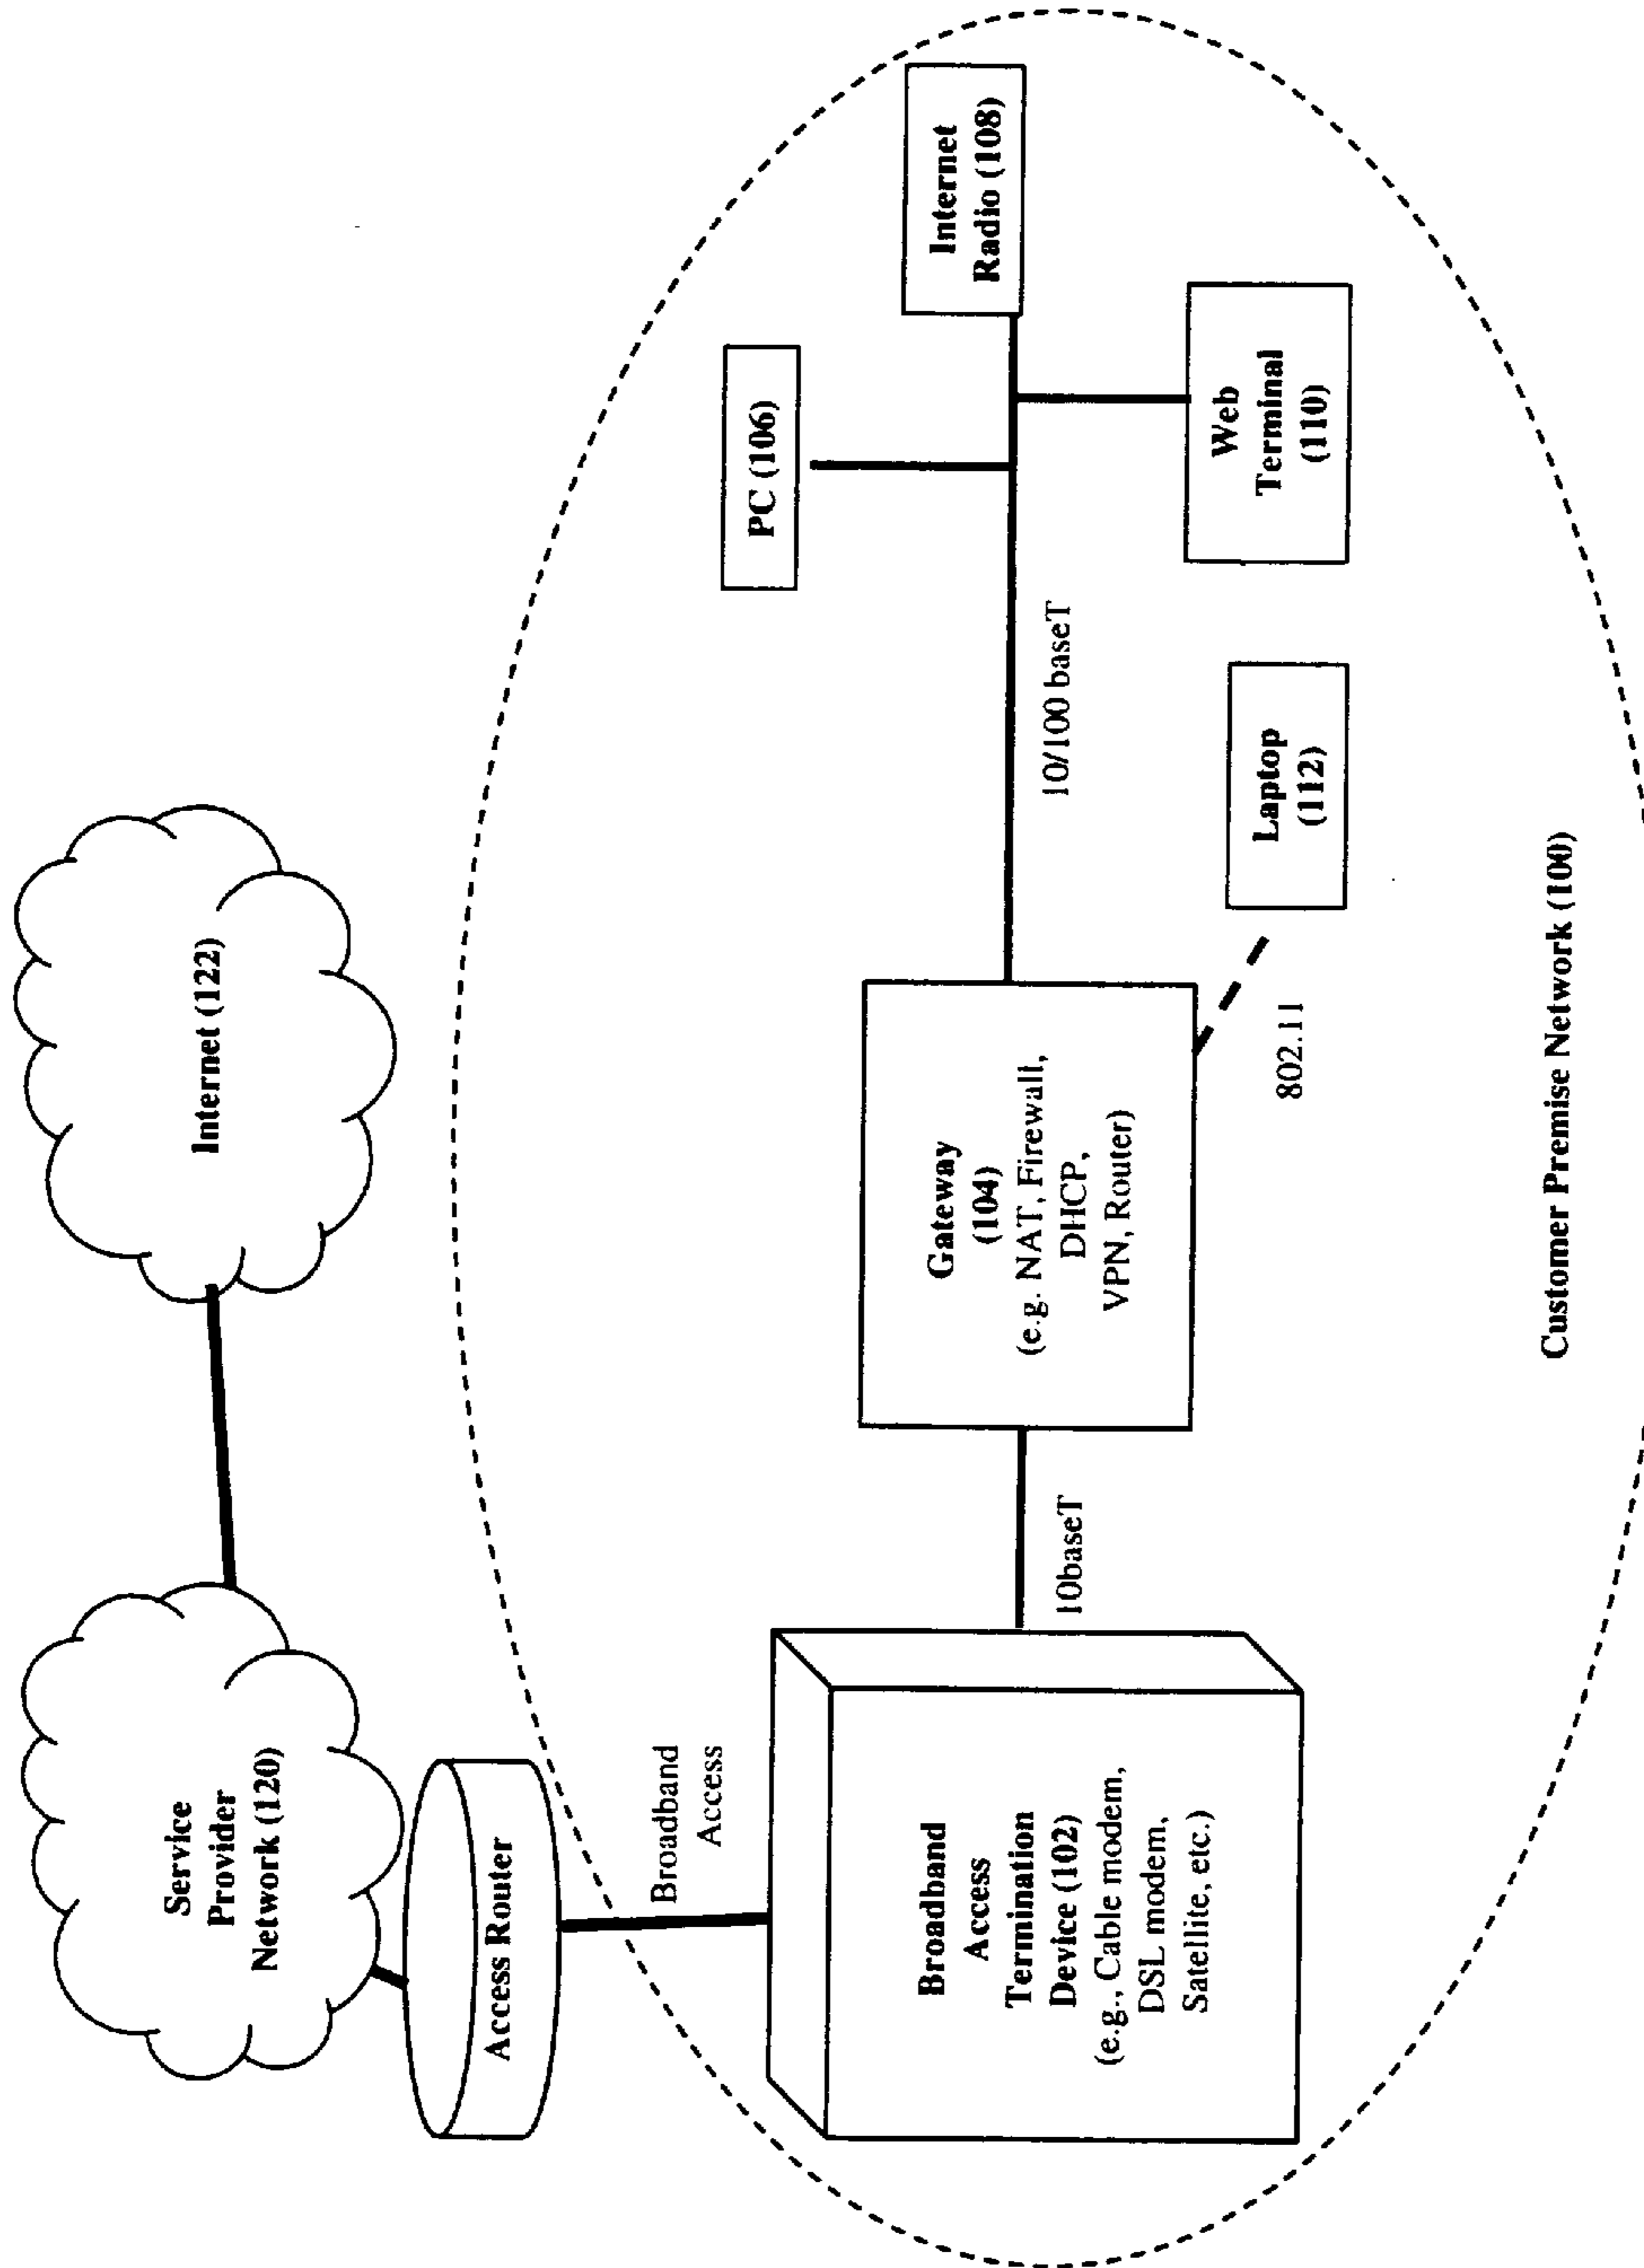 Service
Provider
Network (120)
Internet (122)
Access Router
Broadband
Access
Broadband
Access
Termination
Device (102)
(e.g., Cable modem,
DSL modem,
Satellite, etc.)
10baseT
Gateway
(104)
(e.g. NAT, Firewall,
DHCP,
VPN, Router)
802.11
10/100 baseT
Laptop
(112)
PC (106)
Internet
Radio (108)
Web
Terminal
(110)
Customer Premise Network (100)